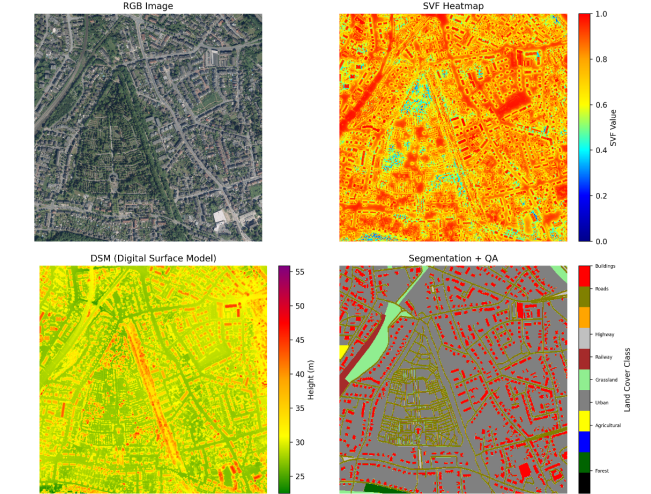 RGB Image
SVF Heatmap
1.0
0.8
0.6
0.4
0.2
0.0
SVF Value
DSM (Digital Surface Model)
55
50
45
40
35
30
25
Height (m)
Segmentation + QA
Buildings
Roads
Highway
Railway
Grassland
Urban
Agricultural
Forest
Land Cover Class